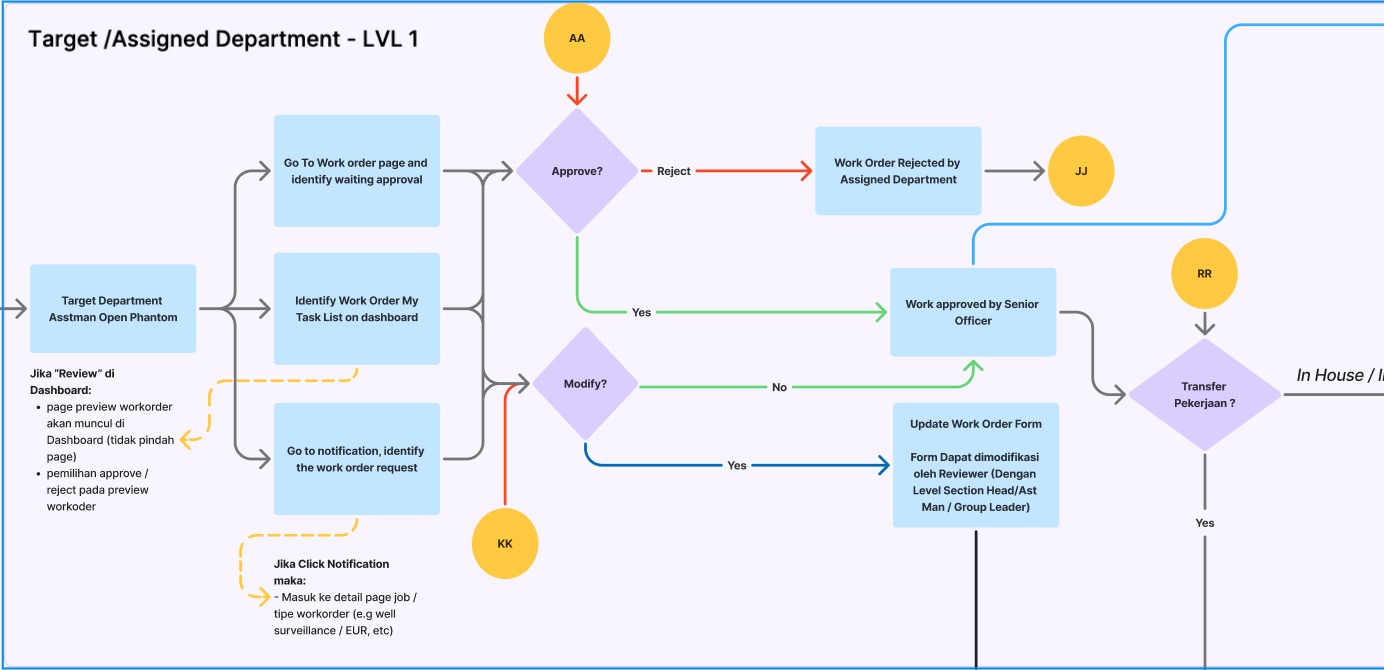 Target /Assigned Department - LVL 1
AA
Go To Work order page and
identify waiting approval
Approve?
Reject
Work Order Rejected by
Assigned Department
JJ
Target Department
Asstman Open Phantom
Identify Work Order My
Task List on dashboard
Yes
Work approved by Senior
Officer
RR
Jika “Review” di
Dashboard:
• page preview workorder
akan muncul di
Dashboard (tidak pindah
page)
• pemilihan approve /
reject pada preview
workoder
Modify?
No
Transfer
Pekerjaan ?
In House / I
Go to notification, identify
the work order request
Yes
Update Work Order Form
Form Dapat dimodifikasi
oleh Reviewer (Dengan
Level Section Head/Ast
Man / Group Leader)
KK
Yes
Jika Click Notification
maka:
- Masuk ke detail page job /
tipe workorder (e.g well
surveillance / EUR, etc)